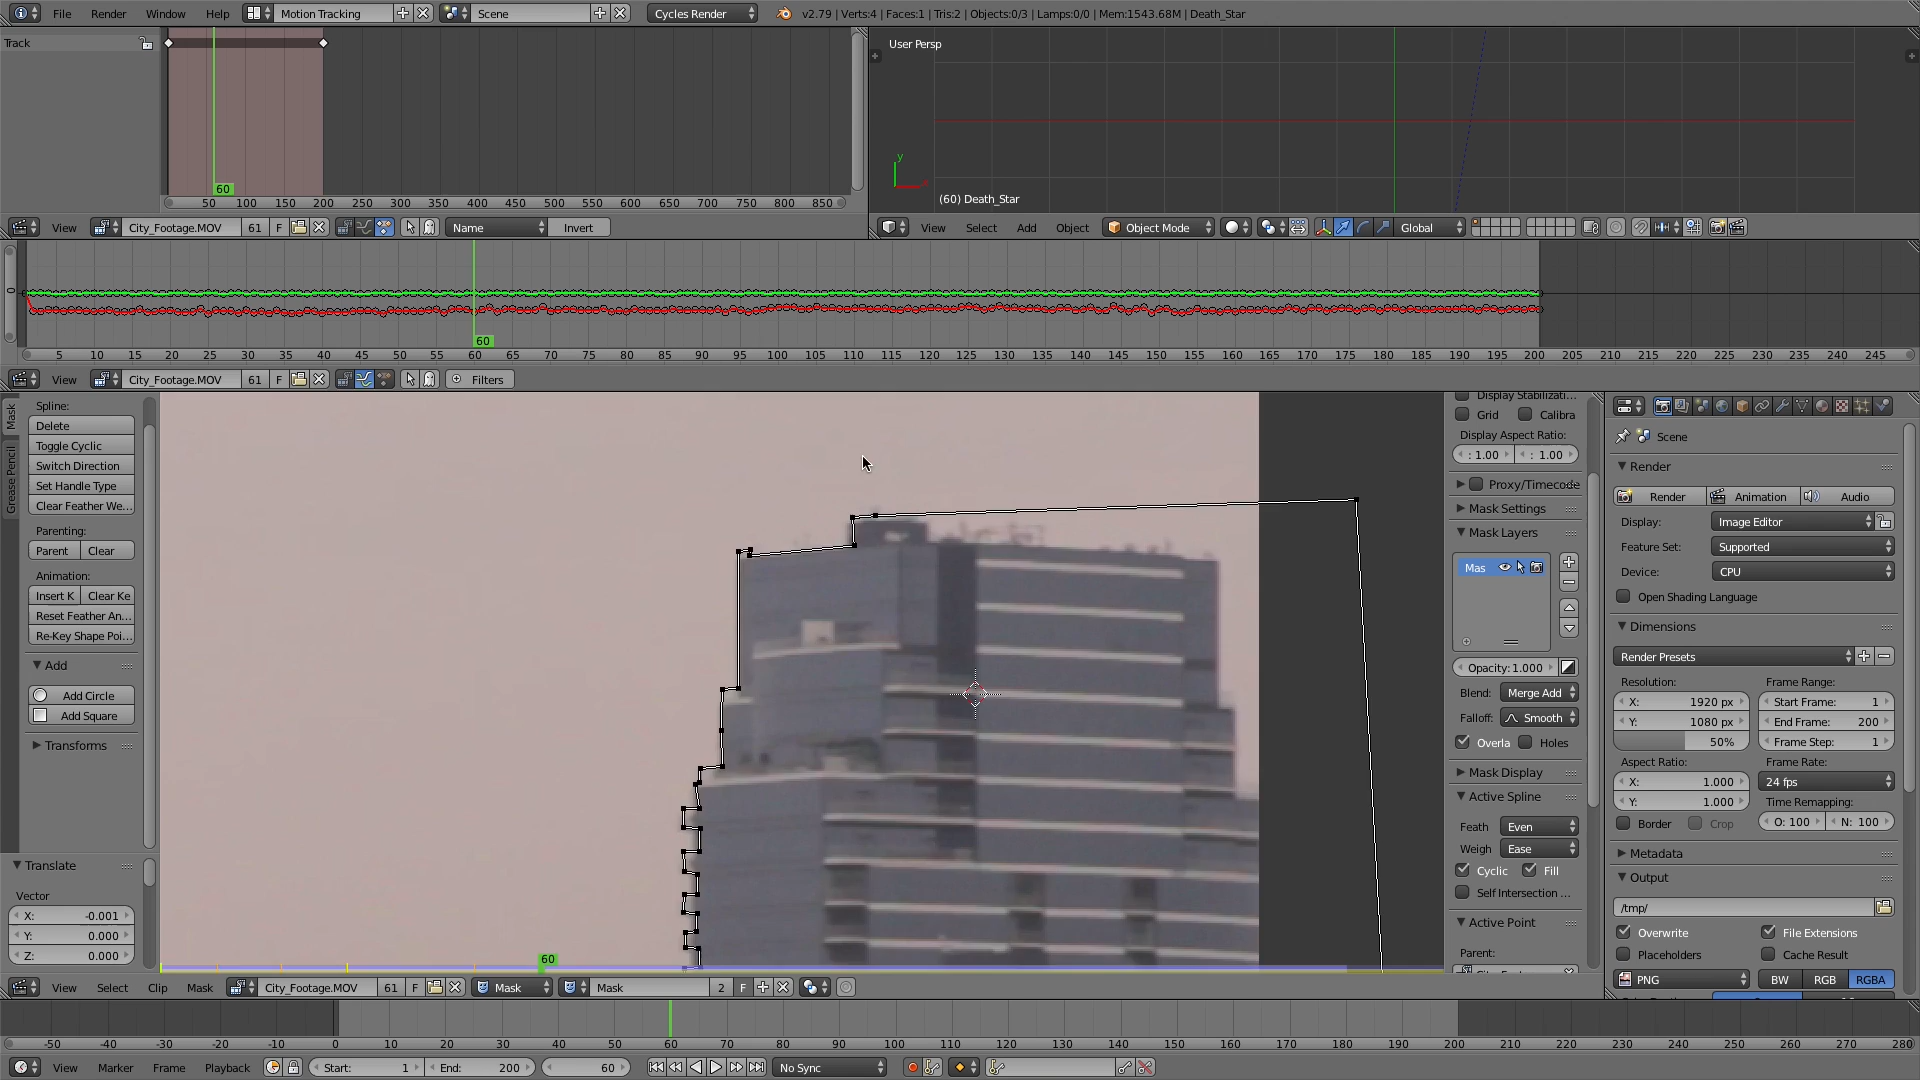 File Render Window Help Motion Tracking Scene Cycles Render v2.79 | Verts:4 | Faces:1 | Tris:2 | Objects:0/3 | Lamps:0/0 | Mem:1543.68M | Death_Star
Track
60
50 100 150 200 250 300 350 400 450 500 550 600 650 700 750 800 850
View City_Footage.MOV 61 F Name Invert
User Persp
y
(60) Death_Star
View Select Add Object Object Mode Global
0
60
5 10 15 20 25 30 35 40 45 50 55 60 65 70 75 80 85 90 95 100 105 110 115 120 125 130 135 140 145 150 155 160 165 170 175 180 185 190 195 200 205 210 215 220 225 230 235 240 245
View City_Footage.MOV 61 F Filters
Mask
Grease Pencil
Spline:
Delete
Toggle Cyclic
Switch Direction
Set Handle Type
Clear Feather We...
Parenting:
Parent Clear
Animation:
Insert K Clear Ke
Reset Feather An...
Re-Key Shape Poi...
Add
Add Circle
Add Square
Transforms
Translate
Vector
X: -0.001
Y: 0.000
Z: 0.000
60
Display Stabilizati...
Grid Calibra
Display Aspect Ratio:
: 1.00 : 1.00
Proxy/Timecode
Mask Settings
Mask Layers
Mas
Opacity: 1.000
Blend: Merge Add
Falloff: Smooth
Overla Holes
Mask Display
Active Spline
Feath Even
Weigh Ease
Cyclic Fill
Self Intersection ...
Active Point
Parent:
Scene
Render
Render Animation Audio
Display: Image Editor
Feature Set: Supported
Device: CPU
Open Shading Language
Dimensions
Render Presets
Resolution: Frame Range:
X: 1920 px Start Frame: 1
Y: 1080 px End Frame: 200
50% Frame Step: 1
Aspect Ratio: Frame Rate:
X: 1.000 24 fps
Y: 1.000 Time Remapping:
Border Crop O: 100 N: 100
Metadata
Output
/tmp/
Overwrite File Extensions
Placeholders Cache Result
PNG BW RGB RGBA
View Select Clip Mask City_Footage.MOV 61 F Mask Mask 2 F
-50 -40 -30 -20 -10 0 10 20 30 40 50 60 70 80 90 100 110 120 130 140 150 160 170 180 190 200 210 220 230 240 250 260 270 280
View Marker Frame Playback Start: 1 End: 200 60 No Sync